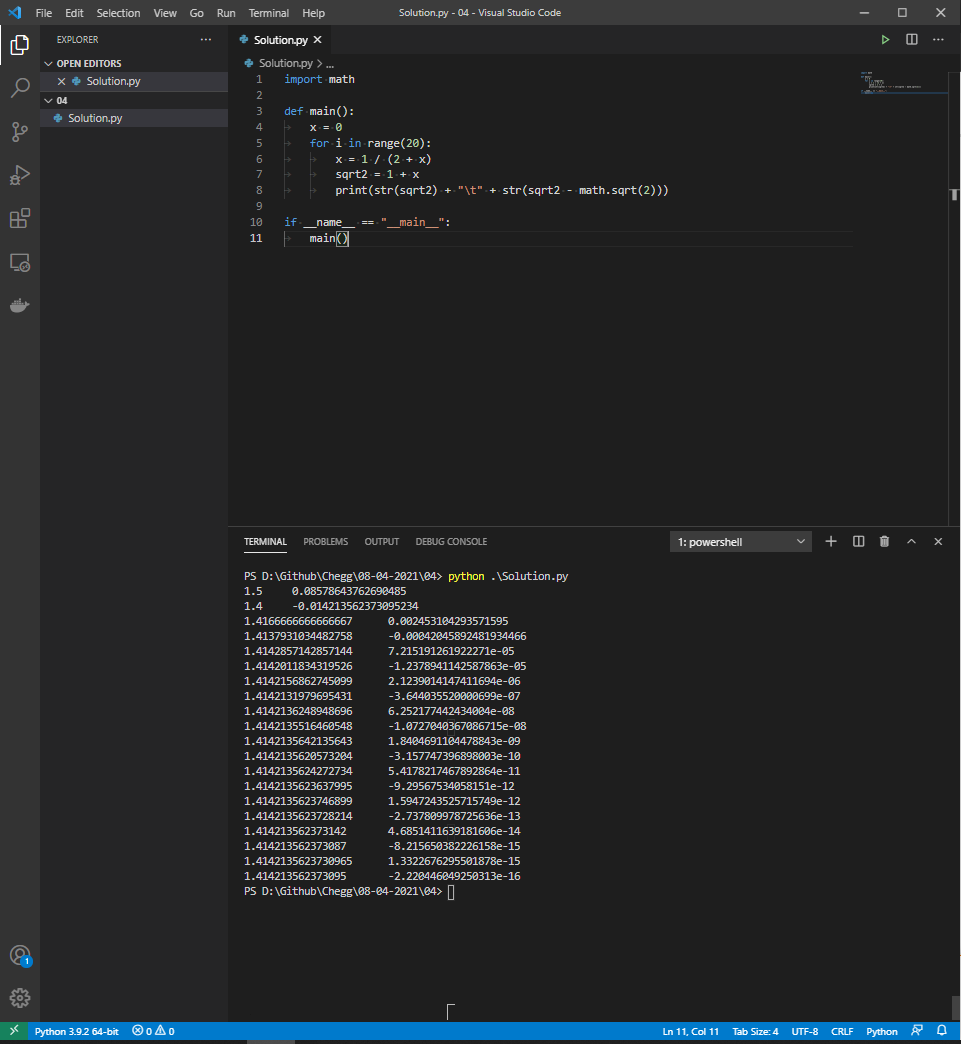 File Edit Selection View Go Run Terminal Help Solution.py - 04 - Visual Studio Code
EXPLORER
OPEN EDITORS
Solution.py
04
Solution.py
Solution.py
Solution.py > ...
1 import math
2
3 def main():
4 x = 0
5 for i in range(20):
6 x = 1 / (2 + x)
7 sqrt2 = 1 + x
8 print(str(sqrt2) + "\t" + str(sqrt2 - math.sqrt(2)))
9
10 if __name__ == "__main__":
11 main()
TERMINAL PROBLEMS OUTPUT DEBUG CONSOLE 1: powershell
PS D:\Github\Chegg\08-04-2021\04> python .\Solution.py
1.5 0.08578643762690485
1.4 -0.014213562373095234
1.4166666666666667 0.002453104293571595
1.4137931034482758 -0.00042045892481934466
1.4142857142857144 7.215191261922271e-05
1.4142011834319526 -1.2378941142587863e-05
1.4142156862745099 2.1239014147411694e-06
1.4142131979695431 -3.644035520000699e-07
1.4142136248948696 6.252177442434004e-08
1.4142135516460548 -1.0727040367086715e-08
1.4142135642135643 1.8404691104478843e-09
1.4142135620573204 -3.157747396898003e-10
1.4142135624272734 5.4178217467892864e-11
1.4142135623637995 -9.29567534058151e-12
1.4142135623746899 1.5947243525715749e-12
1.4142135623728214 -2.737809978725636e-13
1.414213562373142 4.6851411639181606e-14
1.414213562373087 -8.215650382226158e-15
1.4142135623730965 1.3322676295501878e-15
1.414213562373095 -2.220446049250313e-16
PS D:\Github\Chegg\08-04-2021\04>
1
Python 3.9.2 64-bit 0 0 Ln 11, Col 11 Tab Size: 4 UTF-8 CRLF Python